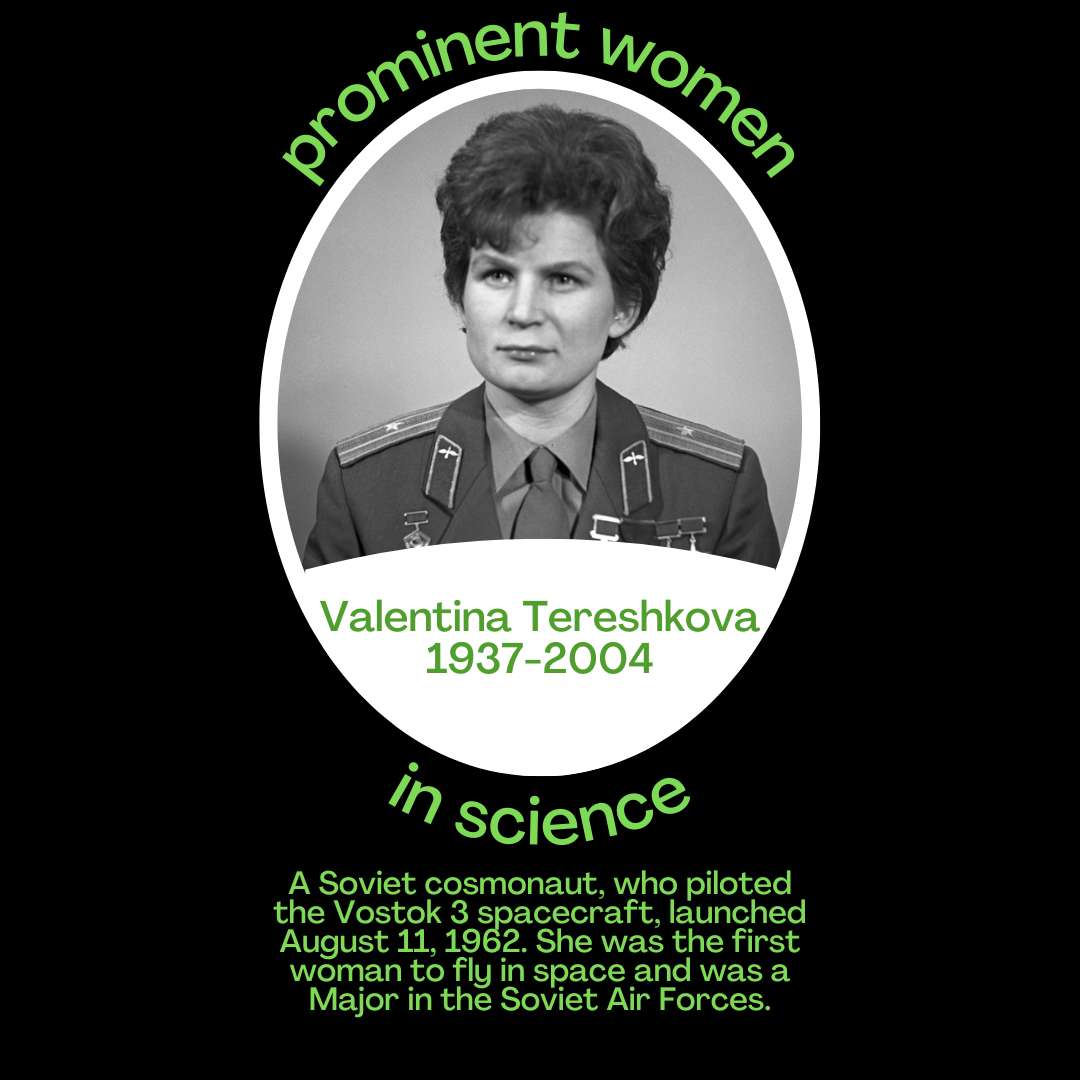 prominent women
Valentina Tereshkova
1937-2004
in science
A Soviet cosmonaut, who piloted
the Vostok 3 spacecraft, launched
August 11, 1962. She was the first
woman to fly in space and was a
Major in the Soviet Air Forces.